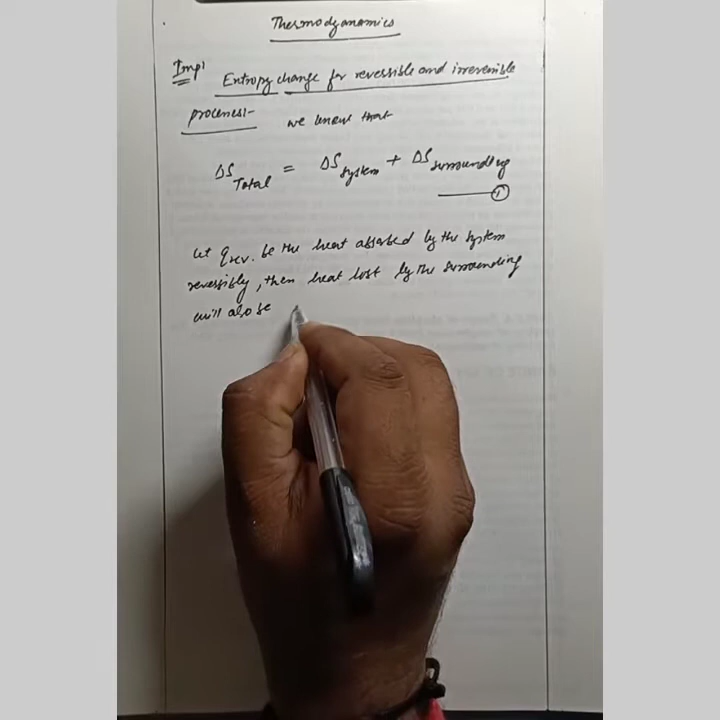 Thermodynamics
Imp!
Entropy change for reversible and irreversible
process:- we know that
ΔS Total = ΔS system + ΔS surrounding
①
Let qrev. be the heat absorbed by the system
reversibly, then heat lost by the surrounding
will also be